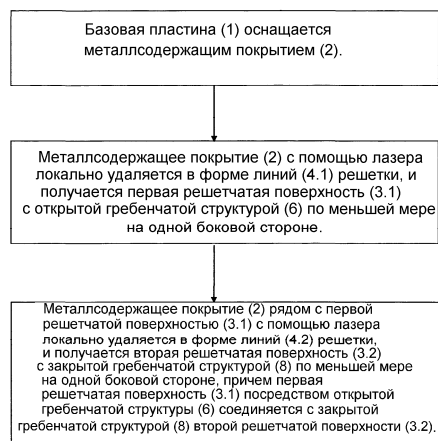 Базовая пластина (1) оснащается
металлсодержащим покрытием (2).
Металлсодержащее покрытие (2) с помощью лазера
локально удаляется в форме линий (4.1) решетки, и
получается первая решетчатая поверхность (3.1)
с открытой гребенчатой структурой (6) по меньшей мере
на одной боковой стороне.
Металлсодержащее покрытие (2) рядом с первой
решетчатой поверхностью (3.1) с помощью лазера
локально удаляется в форме линий (4.2) решетки,
и получается вторая решетчатая поверхность (3.2)
с закрытой гребенчатой структурой (8) по меньшей мере
на одной боковой стороне, причем первая
решетчатая поверхность (3.1) посредством открытой
гребенчатой структуры (6) соединяется с закрытой
гребенчатой структурой (8) второй решетчатой поверхности (3.2).